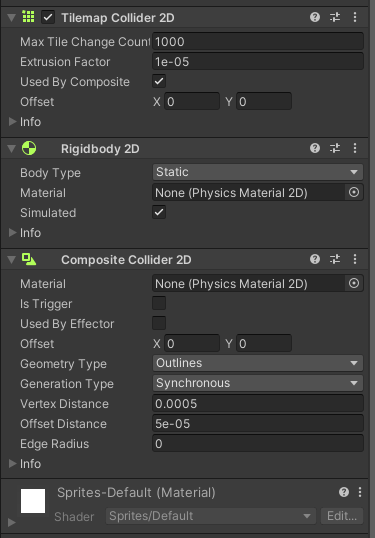 Tilemap Collider 2D
Max Tile Change Count 1000
Extrusion Factor 1e-05
Used By Composite
Offset X 0 Y 0
Info
Rigidbody 2D
Body Type Static
Material None (Physics Material 2D)
Simulated
Info
Composite Collider 2D
Material None (Physics Material 2D)
Is Trigger
Used By Effector
Offset X 0 Y 0
Geometry Type Outlines
Generation Type Synchronous
Vertex Distance 0.0005
Offset Distance 5e-05
Edge Radius 0
Info
Sprites-Default (Material)
Shader Sprites/Default Edit...